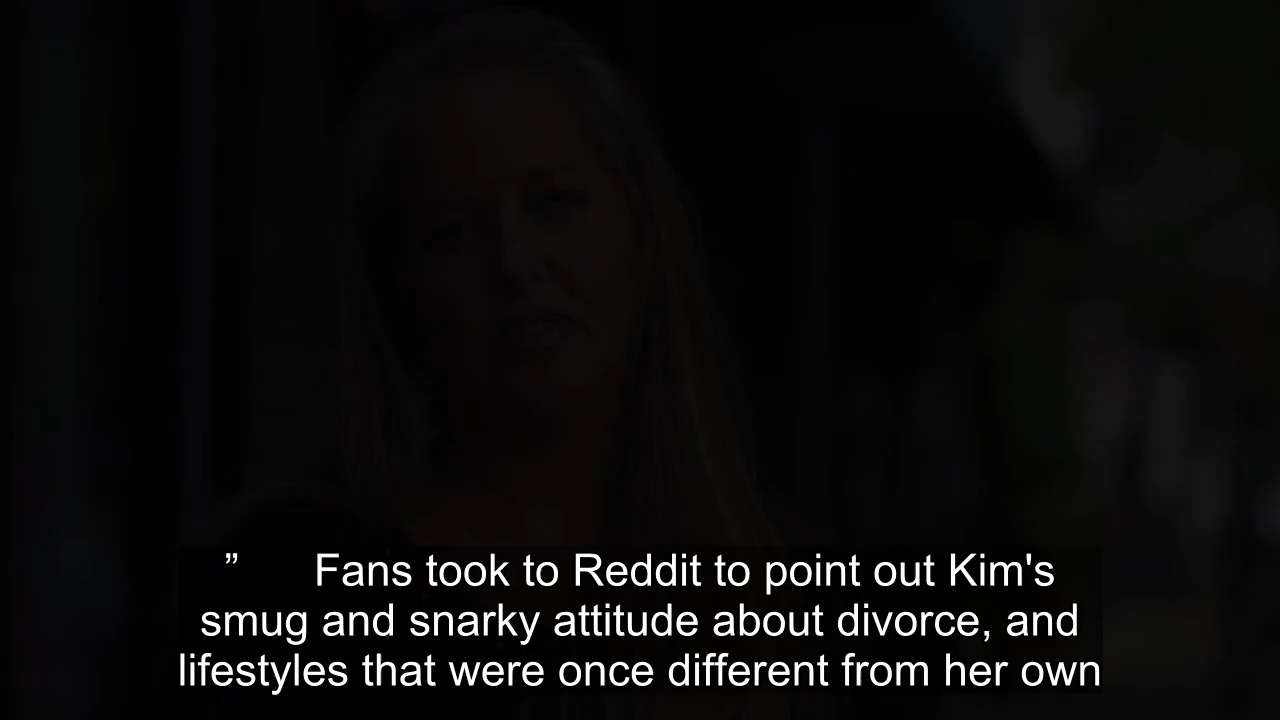 ” Fans took to Reddit to point out Kim's
smug and snarky attitude about divorce, and
lifestyles that were once different from her own